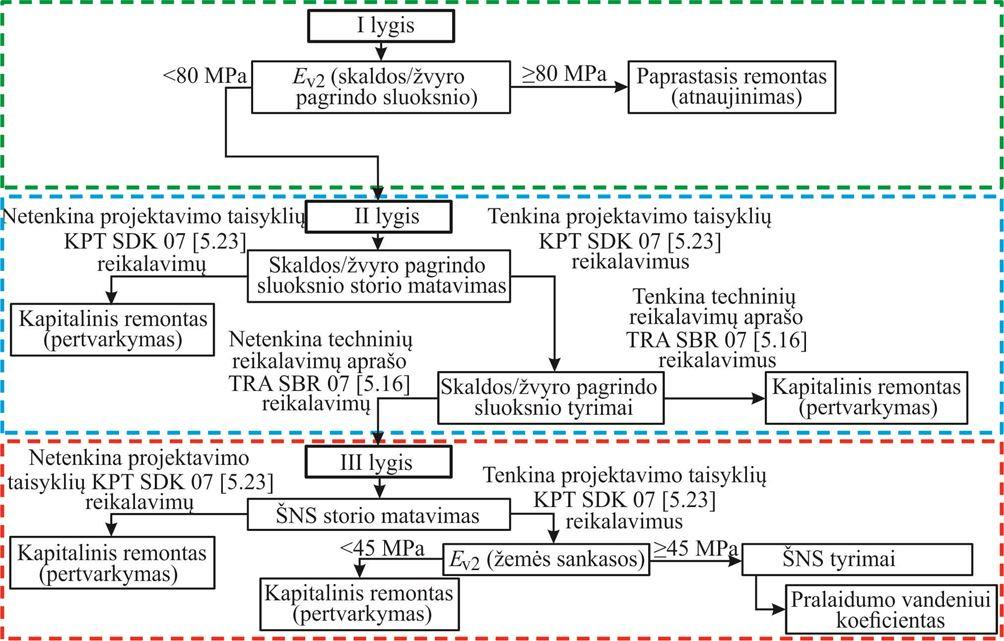 I lygis
<80 MPa
Ev2 (skaldos/žvyro
pagrindo sluoksnio)
≥80 MPa
Paprastasis remontas
(atnaujinimas)
Netenkina projektavimo taisyklių
KPT SDK 07 [5.23]
reikalavimų
II lygis
Tenkina projektavimo taisyklių
KPT SDK 07 [5.23]
reikalavimus
Skaldos/žvyro pagrindo
sluoksnio storio matavimas
Kapitalinis remontas
(pertvarkymas)
Netenkina techninių
reikalavimų aprašo
TRA SBR 07 [5.16]
reikalavimų
Tenkina techninių
reikalavimų aprašo
TRA SBR 07 [5.16]
reikalavimus
Skaldos/žvyro pagrindo
sluoksnio tyrimai
Kapitalinis remontas
(pertvarkymas)
III lygis
Netenkina projektavimo
taisyklių KPT SDK 07 [5.23]
reikalavimų
Tenkina projektavimo taisyklių
KPT SDK 07 [5.23]
reikalavimus
ŠNS storio matavimas
Kapitalinis remontas
(pertvarkymas)
<45 MPa
Ev2 (žemės sankasos)
≥45 MPa
ŠNS tyrimai
Kapitalinis remontas
(pertvarkymas)
Pralaidumo vandeniui
koeficientas